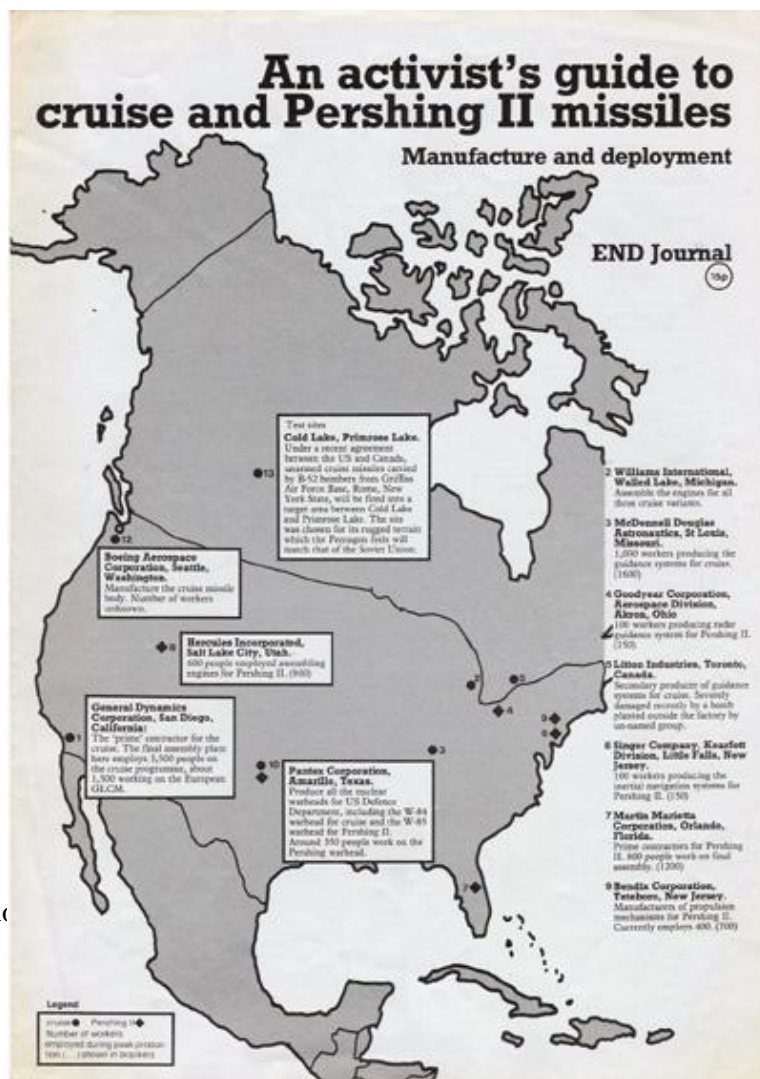 An activist's guide to
cruise and Pershing II missiles
Manufacture and deployment
END Journal
15p
Test sites
Cold Lake, Primrose Lake.
Under a recent agreement
between the US and Canada,
unarmed cruise missiles carried
by B-52 bombers from Griffiss
Air Force Base, Rome, New
York State, will be fired into a
target area between Cold Lake
and Primrose Lake. The site
was chosen for its rugged terrain
which the Pentagon feels will
match that of the Soviet Union.
13
12
Boeing Aerospace
Corporation, Seattle,
Washington.
Manufacture the cruise missile
body. Number of workers
unknown.
8
Hercules Incorporated,
Salt Lake City, Utah.
600 people employed assembling
engines for Pershing II. (900)
1
General Dynamics
Corporation, San Diego,
California:
The 'prime' contractor for the
cruise. The final assembly plant
here employs 3,500 people on
the cruise programme, about
1,500 working on the European
GLCM.
10
Pantex Corporation,
Amarillo, Texas.
Produce all the nuclear
warheads for US Defence
Department, including the W-84
warhead for cruise and the W-85
warhead for Pershing II.
Around 350 people work on the
Pershing warhead.
2
5
4
9
6
3
7
2 Williams International,
Walled Lake, Michigan.
Assemble the engines for all
three cruise variants.
3 McDonnell Douglas
Astronautics, St Louis,
Missouri.
1,000 workers producing the
guidance systems for cruise.
(1600)
4 Goodyear Corporation,
Aerospace Division,
Akron, Ohio
100 workers producing radar
guidance system for Pershing II.
(150)
5 Litton Industries, Toronto,
Canada.
Secondary producer of guidance
systems for cruise. Severely
damaged recently by a bomb
planted outside the factory by
un-named group.
6 Singer Company, Kearfott
Division, Little Falls, New
Jersey.
100 workers producing the
inertial navigation systems for
Pershing II. (150)
7 Martin Marietta
Corporation, Orlando,
Florida.
Prime contractors for Pershing
II. 800 people work on final
assembly. (1200)
9 Bendix Corporation,
Teteboro, New Jersey.
Manufacturers of propulsion
mechanisms for Pershing II.
Currently employs 400. (700)
Legend
cruise Pershing II
Number of workers
employed during peak produc-
tion (...) shown in brackets